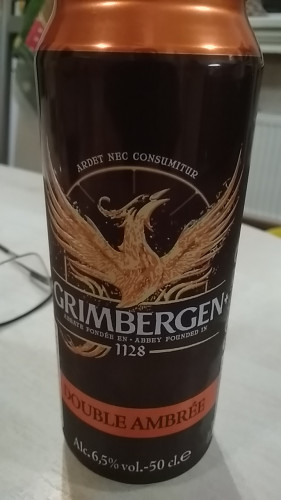 ARDET NEC CONSUMITUR
GRIMBERGEN
ABBAYE FONDÉE EN - ABBEY FOUNDED IN
1128
DOUBLE AMBRÉE
Alc.6,5% vol.-50 cl.e